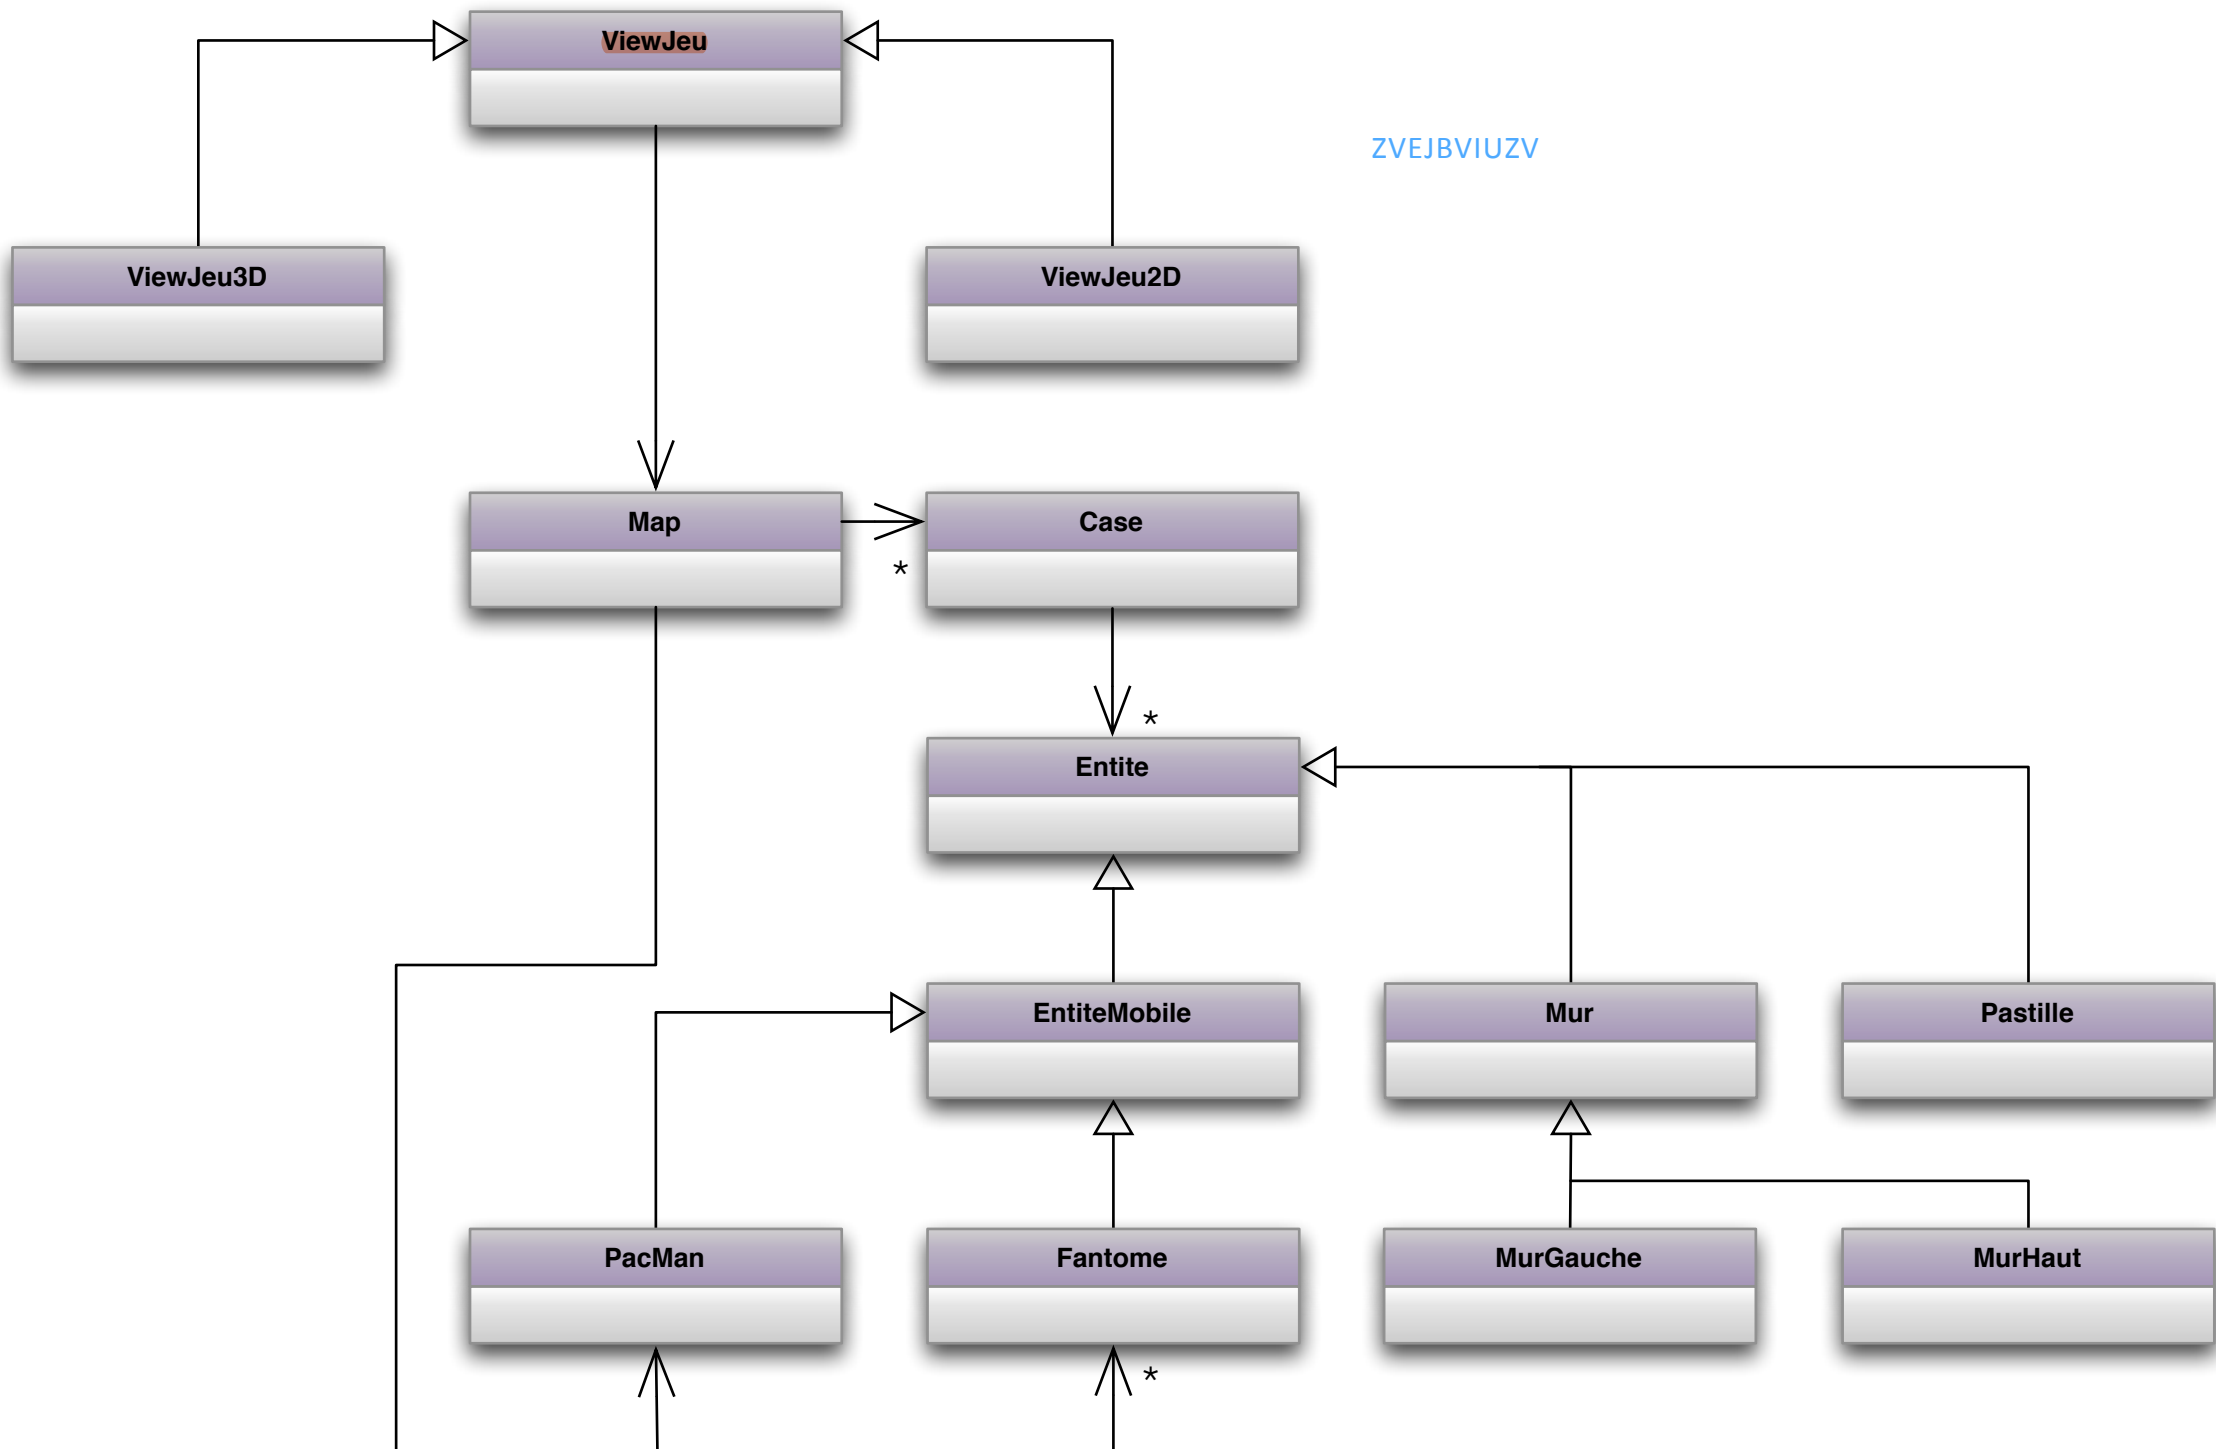 ViewJeu
ZVEJBVIUZV
ViewJeu3D
ViewJeu2D
Map
Case
*
*
Entite
EntiteMobile
Mur
Pastille
PacMan
Fantome
MurGauche
MurHaut
*